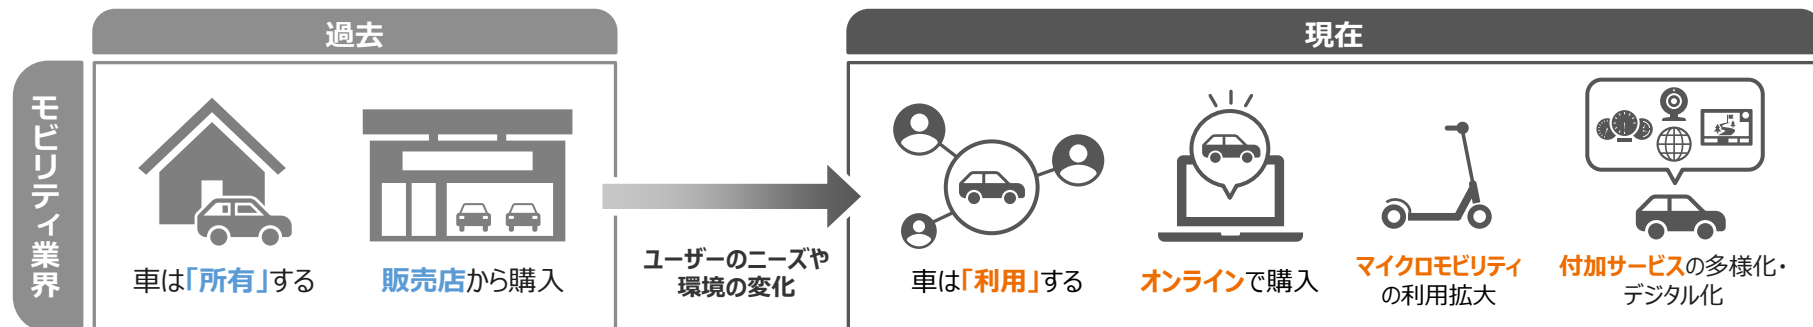 過去
現在
モビリティ業界
車は「所有」する
販売店から購入
ユーザーのニーズや
環境の変化
車は「利用」する
オンラインで購入
マイクロモビリティ
の利用拡大
付加サービスの多様化・
デジタル化